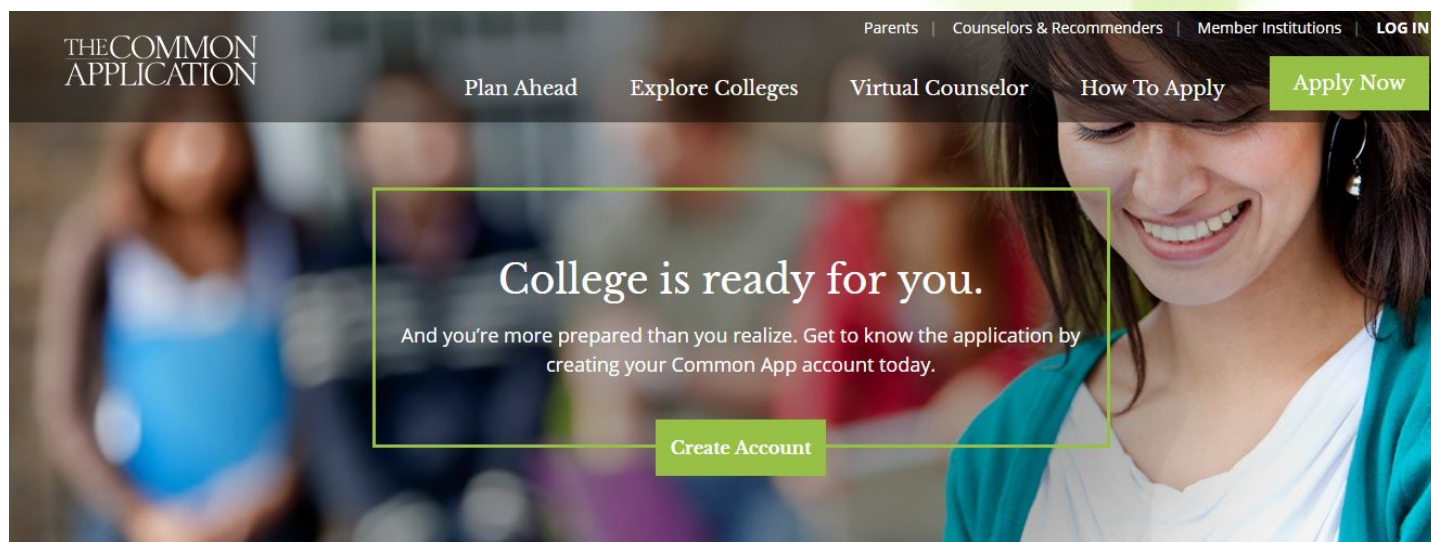 Parents | Counselors & Recommenders | Member Institutions | LOG IN
THE COMMON
APPLICATION
Plan Ahead Explore Colleges Virtual Counselor How To Apply Apply Now
College is ready for you.
And you’re more prepared than you realize. Get to know the application by
creating your Common App account today.
Create Account